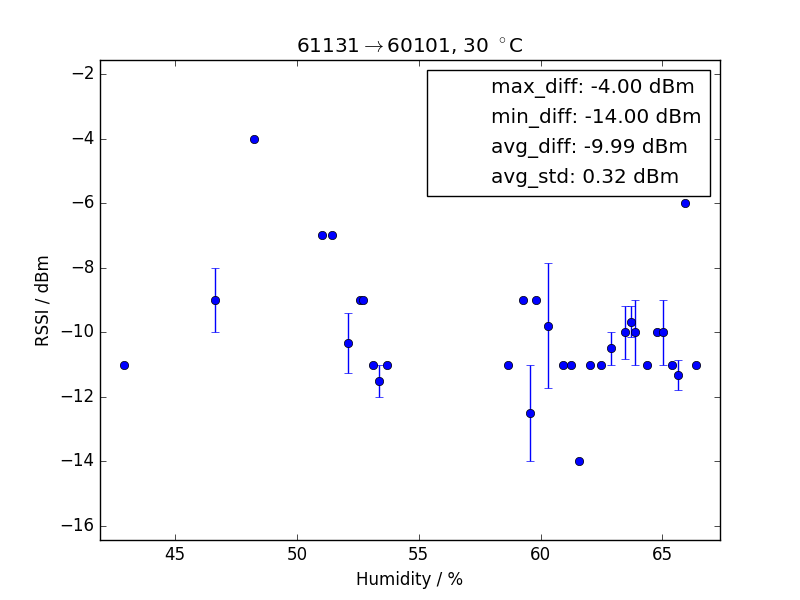 61131→60101, 30 °C
max_diff: -4.00 dBm
min_diff: -14.00 dBm
avg_diff: -9.99 dBm
avg_std: 0.32 dBm
RSSI / dBm
−2
−4
−6
−8
−10
−12
−14
−16
45 50 55 60 65
Humidity / %